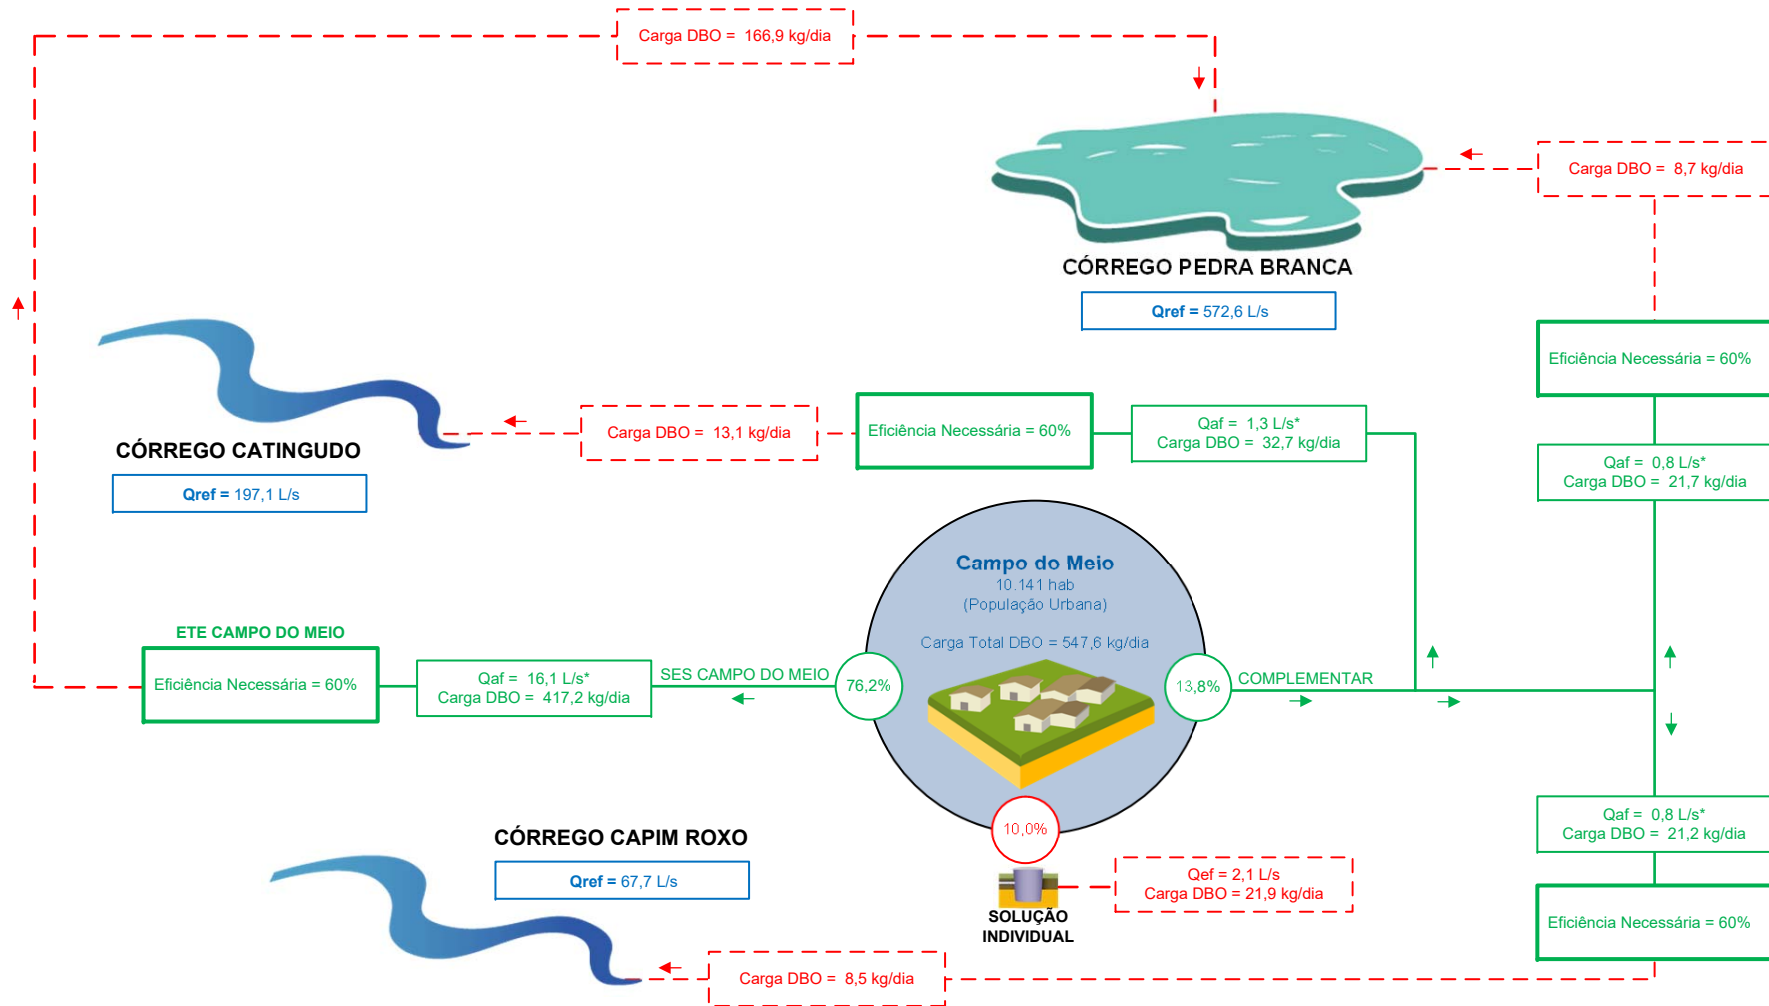 Carga DBO = 166,9 kg/dia
Carga DBO = 8,7 kg/dia
CÓRREGO PEDRA BRANCA
Qref = 572,6 L/s
Eficiência Necessária = 60%
CÓRREGO CATINGUDO
Qref = 197,1 L/s
Carga DBO = 13,1 kg/dia
Eficiência Necessária = 60%
Qaf = 1,3 L/s*
Carga DBO = 32,7 kg/dia
Qaf = 0,8 L/s*
Carga DBO = 21,7 kg/dia
Campo do Meio
10.141 hab
(População Urbana)
Carga Total DBO = 547,6 kg/dia
ETE CAMPO DO MEIO
Eficiência Necessária = 60%
Qaf = 16,1 L/s*
Carga DBO = 417,2 kg/dia
SES CAMPO DO MEIO
76,2%
13,8%
COMPLEMENTAR
10,0%
Qaf = 0,8 L/s*
Carga DBO = 21,2 kg/dia
CÓRREGO CAPIM ROXO
Qref = 67,7 L/s
SOLUÇÃO
INDIVIDUAL
Qef = 2,1 L/s
Carga DBO = 21,9 kg/dia
Eficiência Necessária = 60%
Carga DBO = 8,5 kg/dia